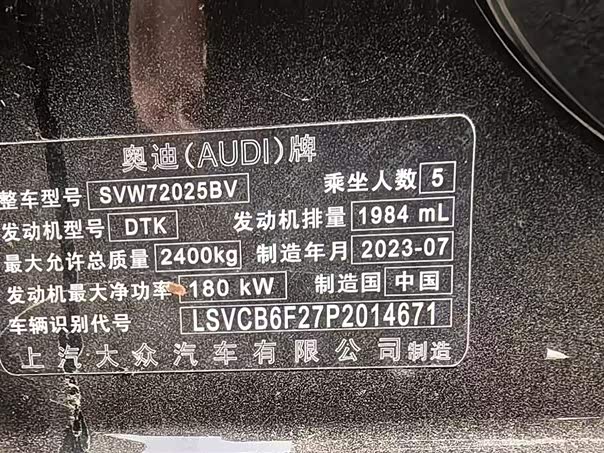 奥迪(AUDI)牌
整车型号 SVW72025BV 乘坐人数 5
发动机型号 DTK 发动机排量 1984 mL
最大允许总质量 2400kg 制造年月 2023-07
发动机最大净功率 180 kW 制造国 中国
车辆识别代号 LSVCB6F27P2014671
上汽大众汽车有限公司制造